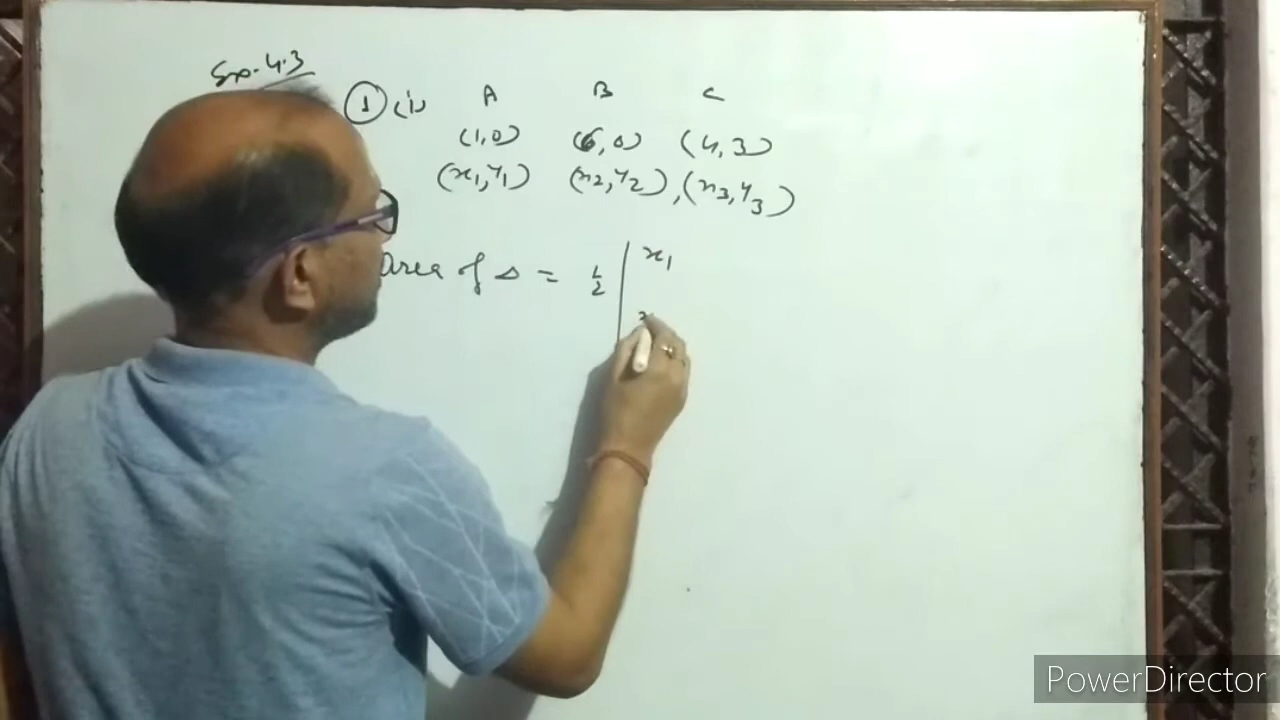 Ex. 4.3
1 (i) A B C
(1,0) (6,0) (4,3)
(x1,y1) (x2,y2),(x3,y3)
Area of Δ = 1/2 | x1
PowerDirector